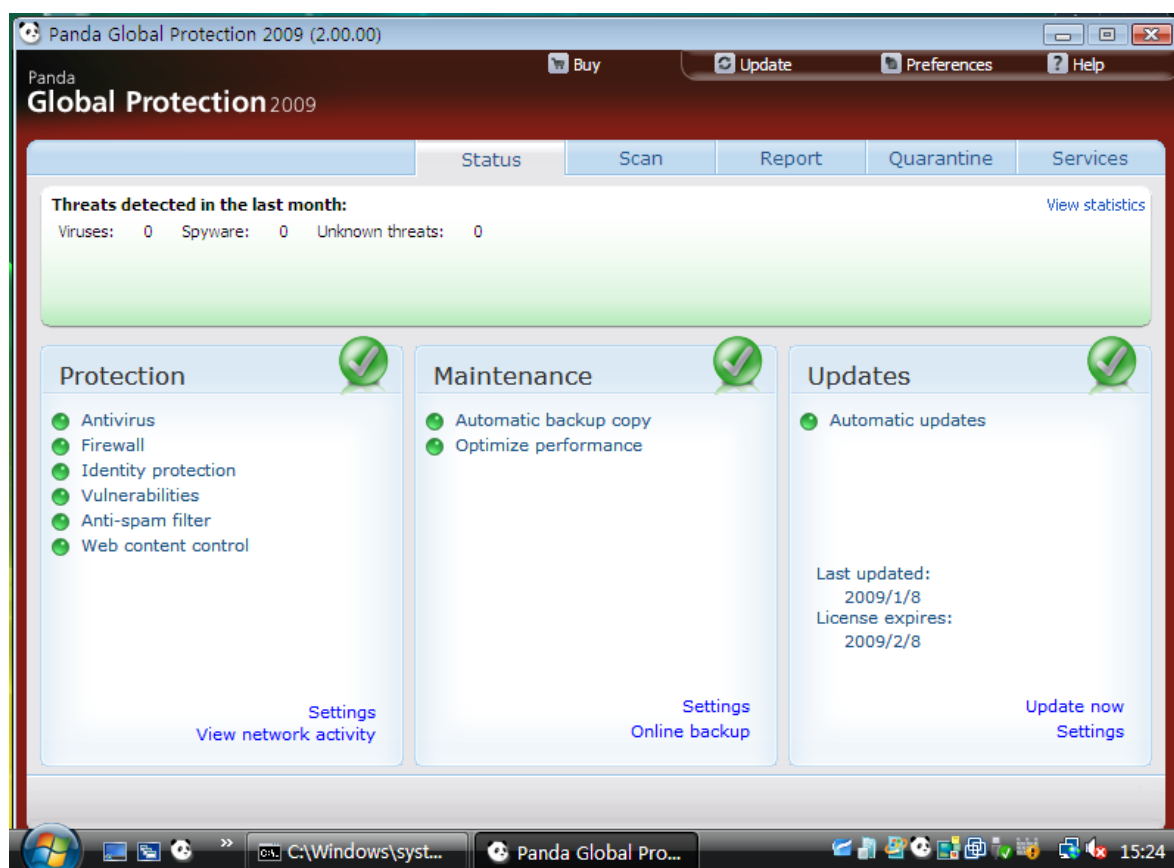 Panda Global Protection 2009 (2.00.00)
Buy Update Preferences Help
Panda
Global Protection 2009
Status Scan Report Quarantine Services
Threats detected in the last month: View statistics
Viruses: 0 Spyware: 0 Unknown threats: 0
Protection
Antivirus
Firewall
Identity protection
Vulnerabilities
Anti-spam filter
Web content control
Settings
View network activity
Maintenance
Automatic backup copy
Optimize performance
Settings
Online backup
Updates
Automatic updates
Last updated:
2009/1/8
License expires:
2009/2/8
Update now
Settings
C:\Windows\syst... Panda Global Pro... 15:24